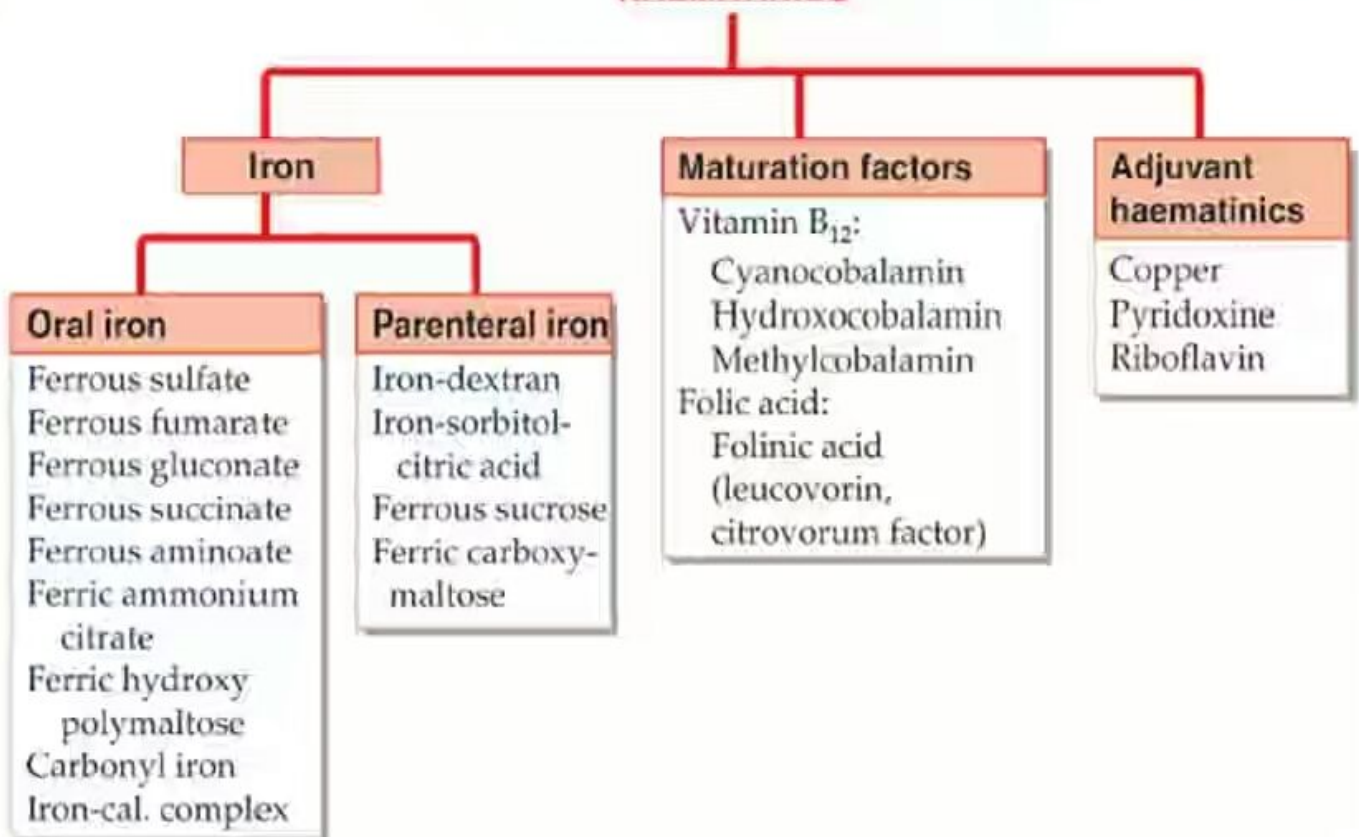 Iron
Oral iron
Ferrous sulfate
Ferrous fumarate
Ferrous gluconate
Ferrous succinate
Ferrous aminoate
Ferric ammonium
citrate
Ferric hydroxy
polymaltose
Carbonyl iron
Iron-cal. complex
Parenteral iron
Iron-dextran
Iron-sorbitol-
citric acid
Ferrous sucrose
Ferric carboxy-
maltose
Maturation factors
Vitamin B₁₂:
Cyanocobalamin
Hydroxocobalamin
Methylcobalamin
Folic acid:
Folinic acid
(leucovorin,
citrovorum factor)
Adjuvant
haematinics
Copper
Pyridoxine
Riboflavin